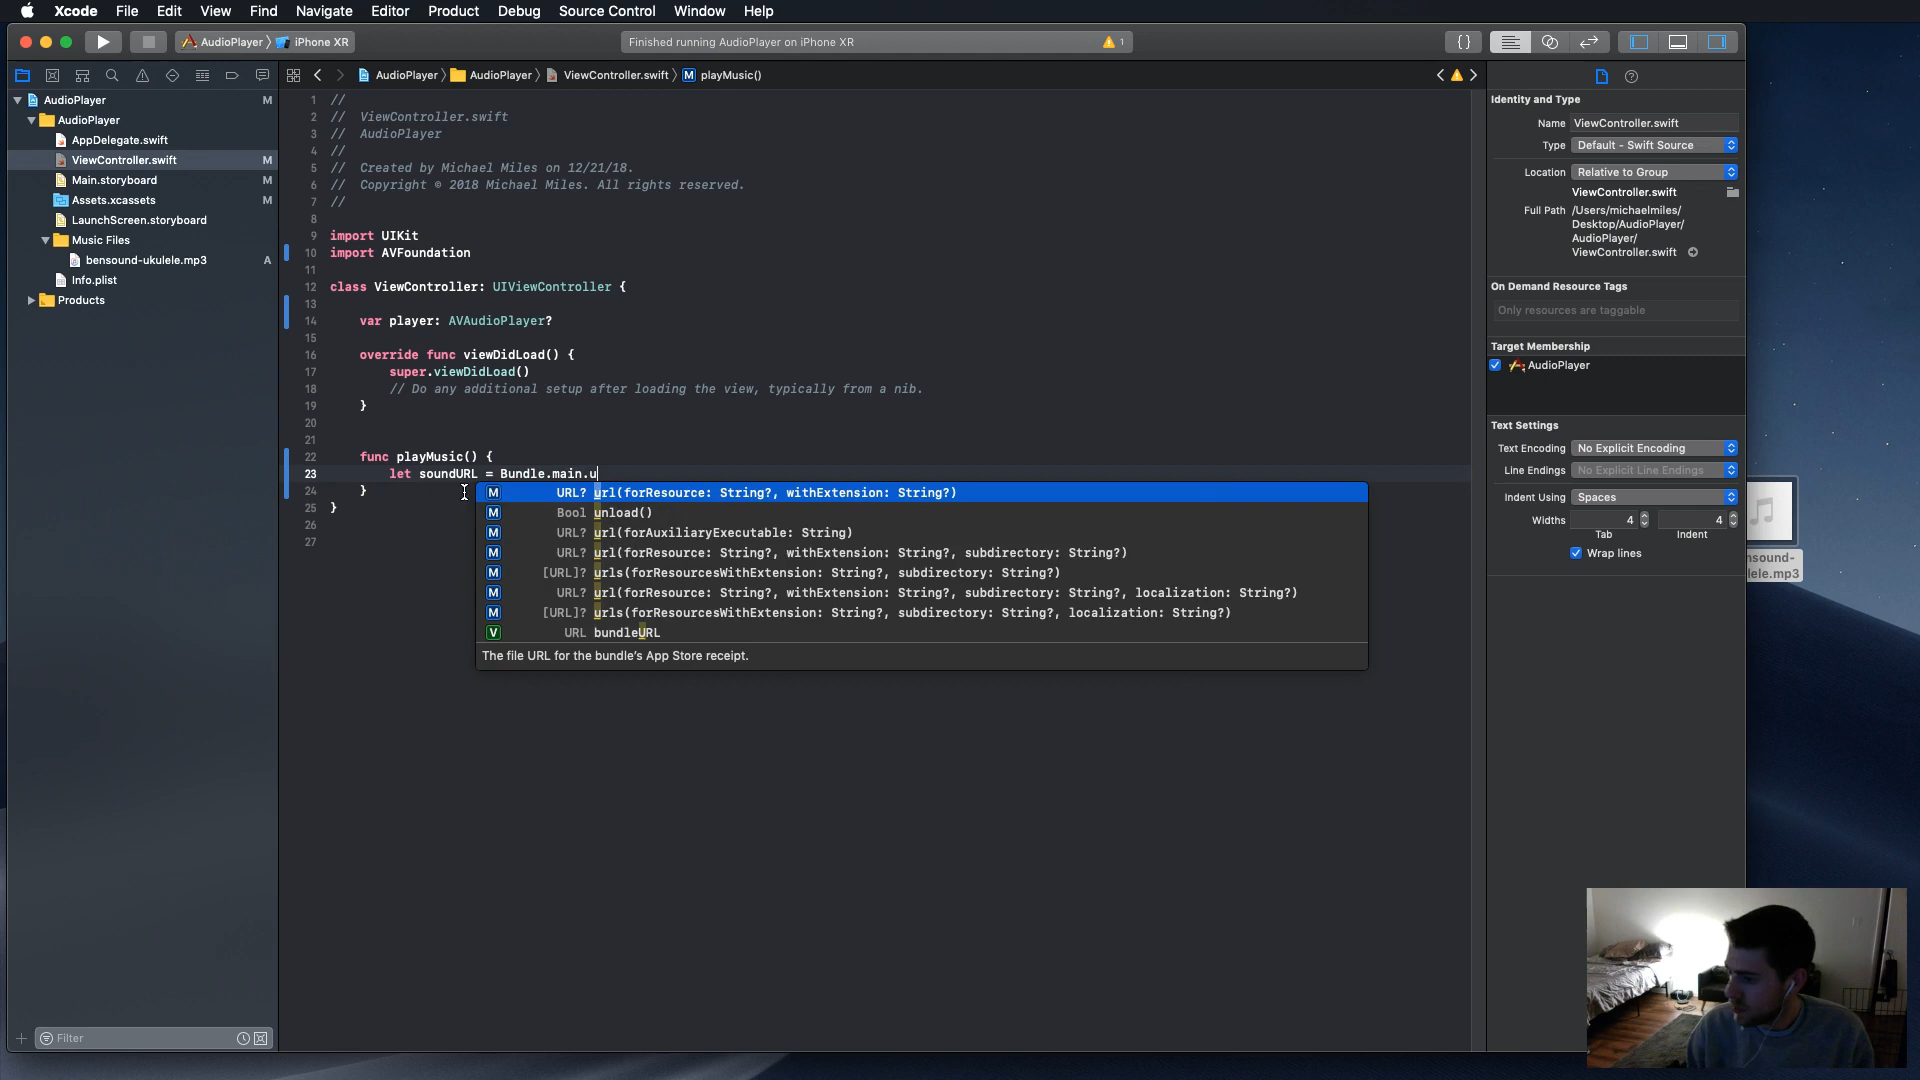 Xcode File Edit View Find Navigate Editor Product Debug Source Control Window Help
AudioPlayer iPhone XR
Finished running AudioPlayer on iPhone XR
1
AudioPlayer AudioPlayer ViewController.swift M playMusic()
AudioPlayer M
AudioPlayer
AppDelegate.swift
ViewController.swift M
Main.storyboard M
Assets.xcassets M
LaunchScreen.storyboard
Music Files
bensound-ukulele.mp3 A
Info.plist
Products
Filter
1 //
2 // ViewController.swift
3 // AudioPlayer
4 //
5 // Created by Michael Miles on 12/21/18.
6 // Copyright © 2018 Michael Miles. All rights reserved.
7 //
8
9 import UIKit
10 import AVFoundation
11
12 class ViewController: UIViewController {
13
14 var player: AVAudioPlayer?
15
16 override func viewDidLoad() {
17 super.viewDidLoad()
18 // Do any additional setup after loading the view, typically from a nib.
19 }
20
21
22 func playMusic() {
23 let soundURL = Bundle.main.u
24 }
25 }
26
27
M URL? url(forResource: String?, withExtension: String?)
M Bool unload()
M URL? url(forAuxiliaryExecutable: String)
M URL? url(forResource: String?, withExtension: String?, subdirectory: String?)
M [URL]? urls(forResourcesWithExtension: String?, subdirectory: String?)
M URL? url(forResource: String?, withExtension: String?, subdirectory: String?, localization: String?)
M [URL]? urls(forResourcesWithExtension: String?, subdirectory: String?, localization: String?)
V URL bundleURL
The file URL for the bundle’s App Store receipt.
Identity and Type
Name ViewController.swift
Type Default - Swift Source
Location Relative to Group
ViewController.swift
Full Path /Users/michaelmiles/
Desktop/AudioPlayer/
AudioPlayer/
ViewController.swift
On Demand Resource Tags
Only resources are taggable
Target Membership
AudioPlayer
Text Settings
Text Encoding No Explicit Encoding
Line Endings No Explicit Line Endings
Indent Using Spaces
Widths 4 4
Tab Indent
Wrap lines
nsound-
lele.mp3